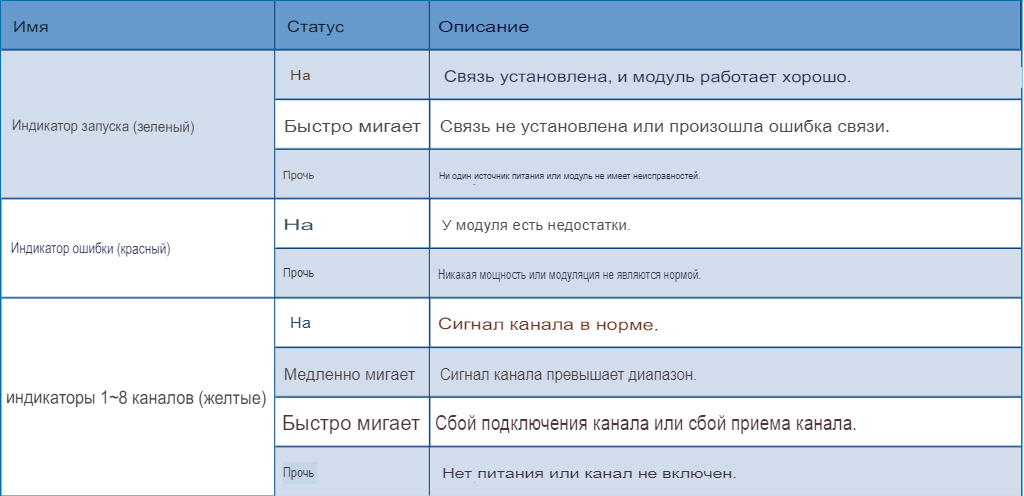 Имя Статус Описание
На Связь установлена, и модуль работает хорошо.
Индикатор запуска (зеленый) Быстро мигает Связь не установлена или произошла ошибка связи.
Прочь Ни один источник питания или модуль не имеет неисправностей.
На У модуля есть недостатки.
Индикатор ошибки (красный)
Прочь Никакая мощность или модуляция не являются нормой.
На Сигнал канала в норме.
Медленно мигает Сигнал канала превышает диапазон.
индикаторы 1~8 каналов (желтые)
Быстро мигает Сбой подключения канала или сбой приема канала.
Прочь Нет питания или канал не включен.